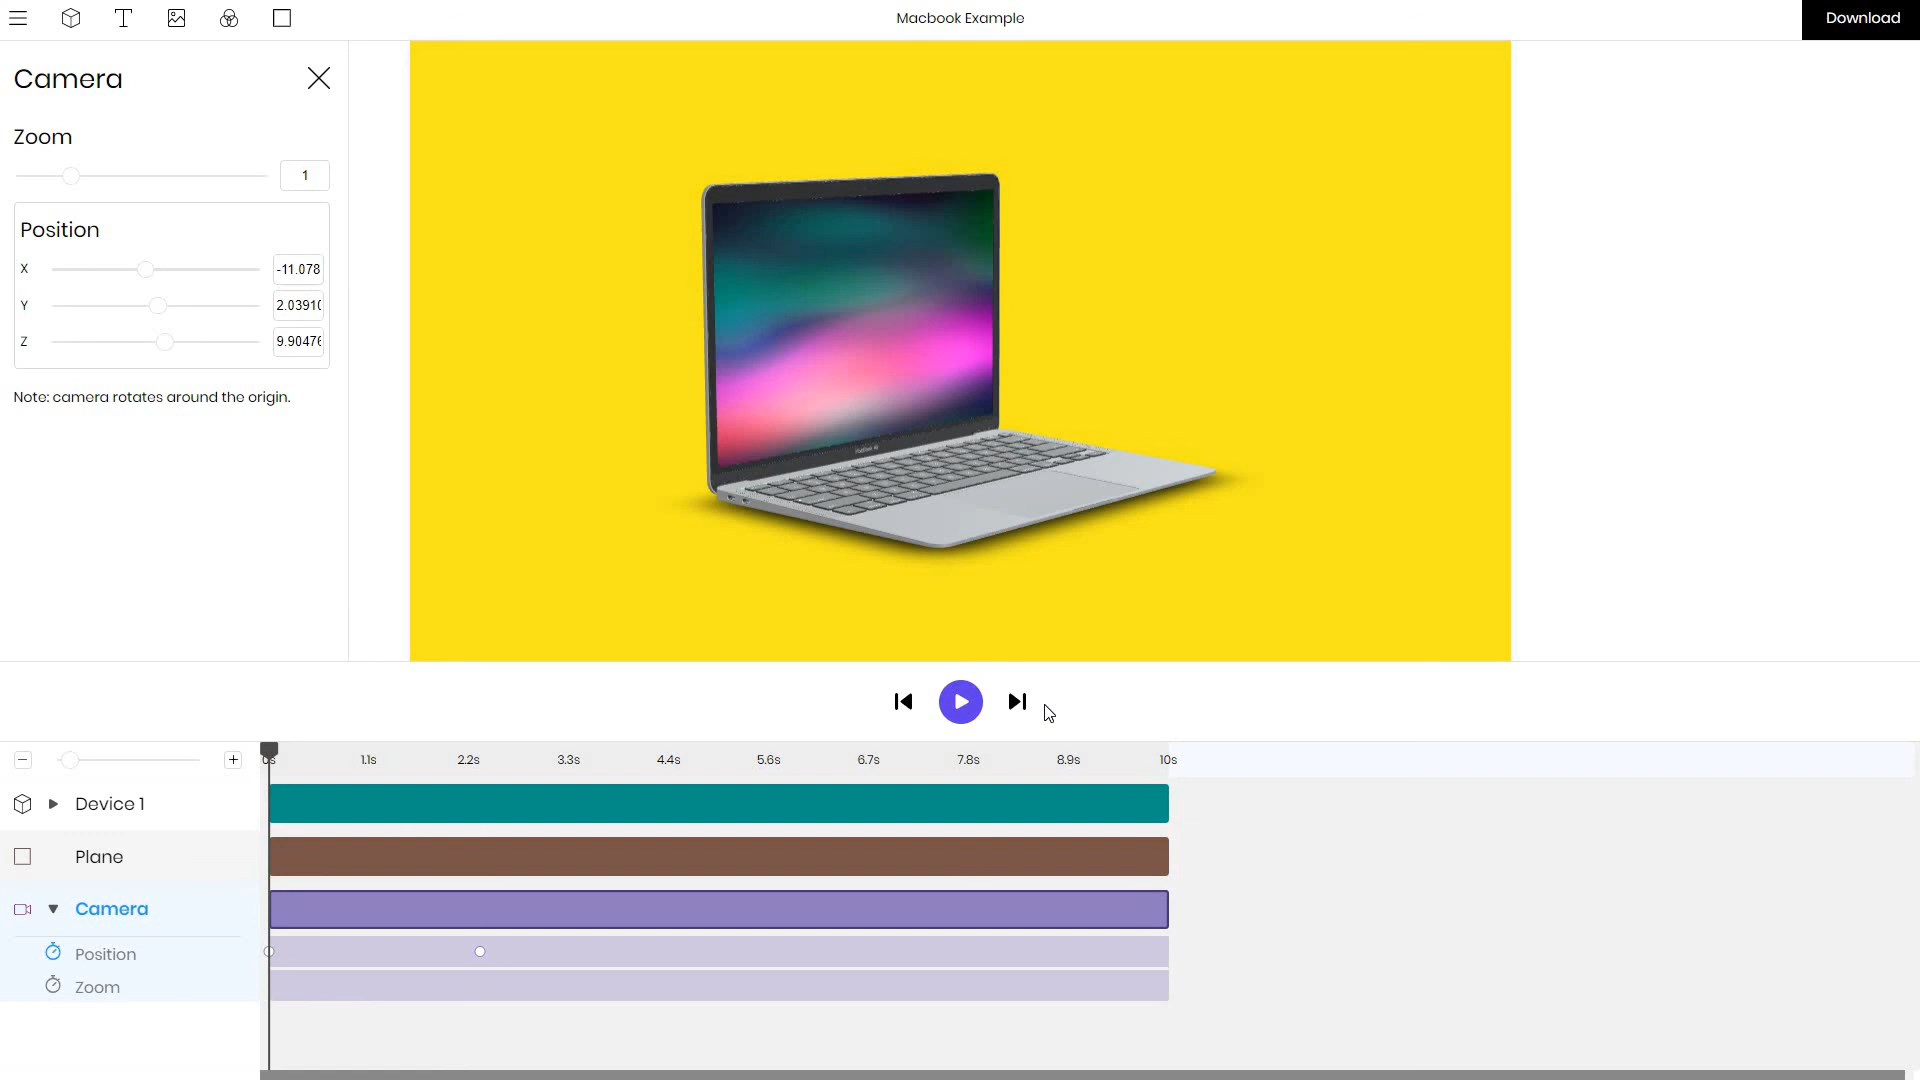 Macbook Example
Download
Camera
Zoom
1
Position
X
-11.078
Y
2.0391
Z
9.9047
Note: camera rotates around the origin.
0s 1.1s 2.2s 3.3s 4.4s 5.6s 6.7s 7.8s 8.9s 10s
Device 1
Plane
Camera
Position
Zoom